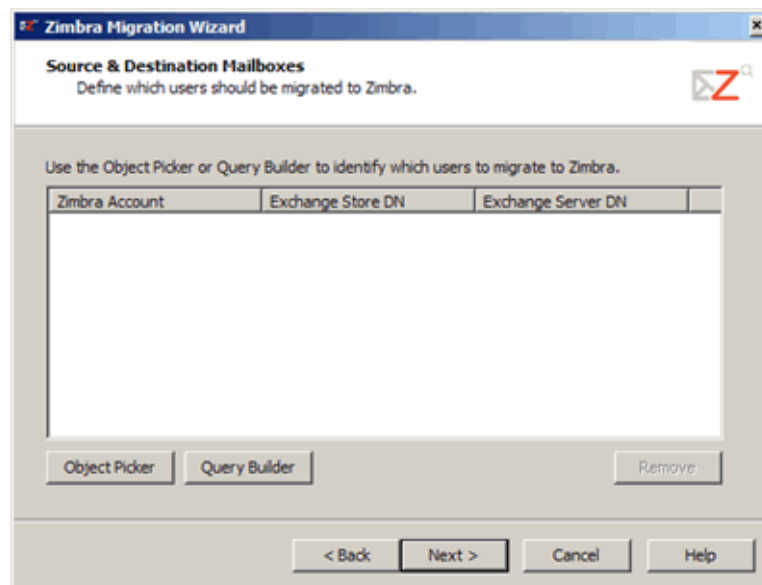 Zimbra Migration Wizard
Source & Destination Mailboxes
Define which users should be migrated to Zimbra.
Use the Object Picker or Query Builder to identify which users to migrate to Zimbra.
Zimbra Account Exchange Store DN Exchange Server DN
Object Picker Query Builder Remove
< Back Next > Cancel Help